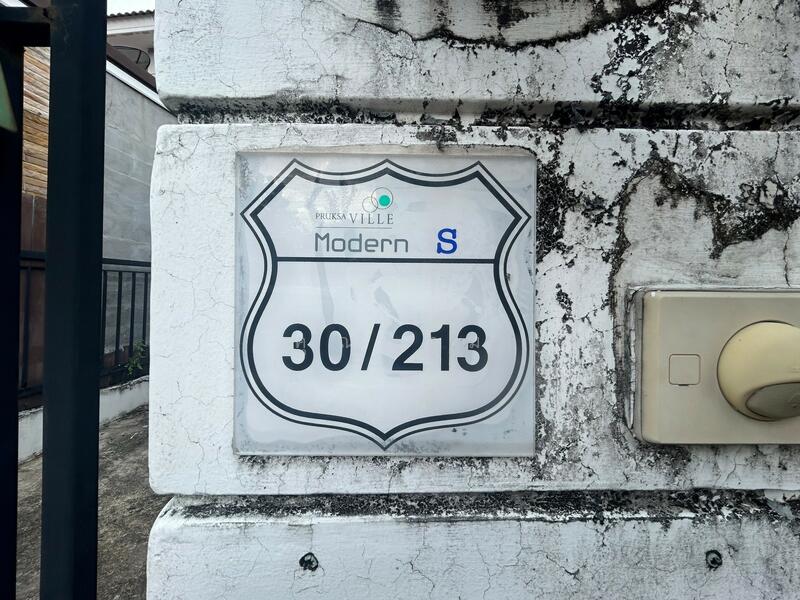 PRUKSA VILLE
Modern S
30/213